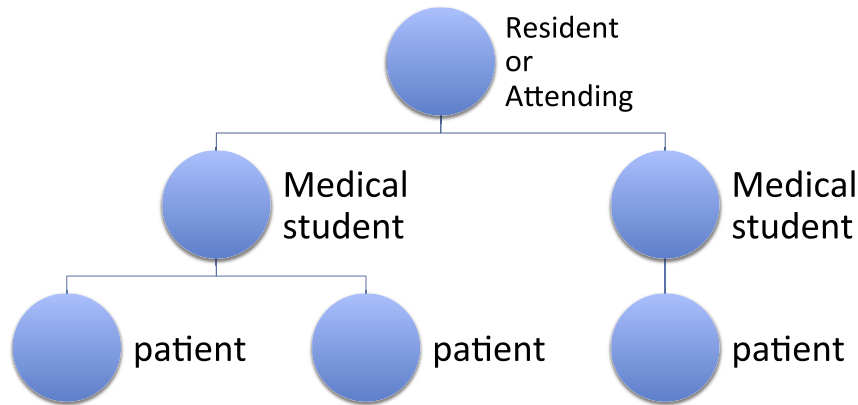 Resident
or
Attending
Medical
student
Medical
student
patient
patient
patient